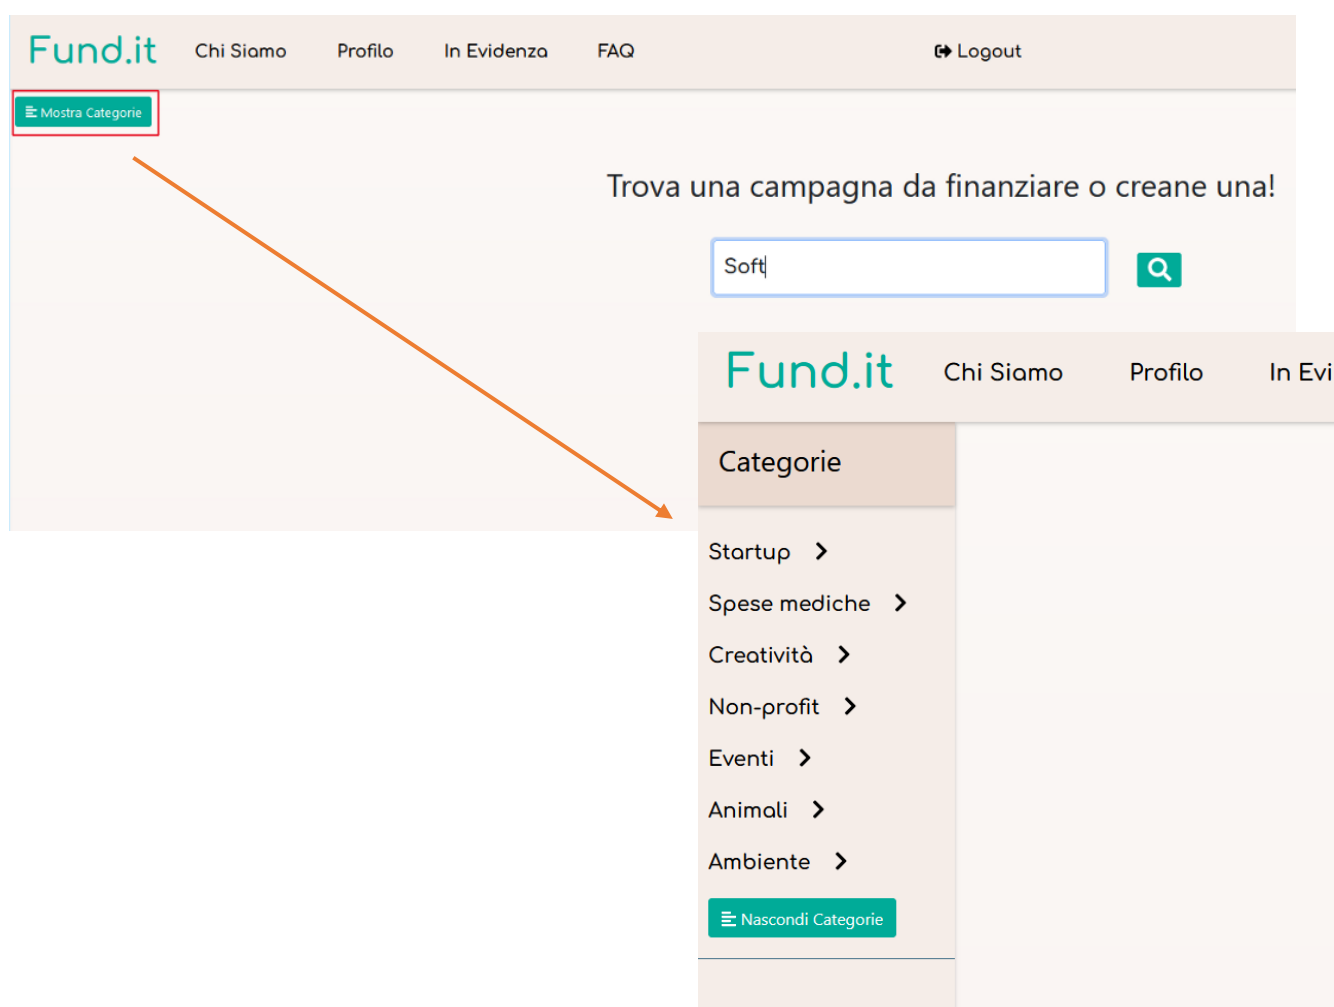 Fund.it Chi Siamo Profilo In Evidenza FAQ Logout
Mostra Categorie
Trova una campagna da finanziare o creane una!
Soft
Fund.it Chi Siamo Profilo In Evi
Categorie
Startup
Spese mediche
Creatività
Non-profit
Eventi
Animali
Ambiente
Nascondi Categorie